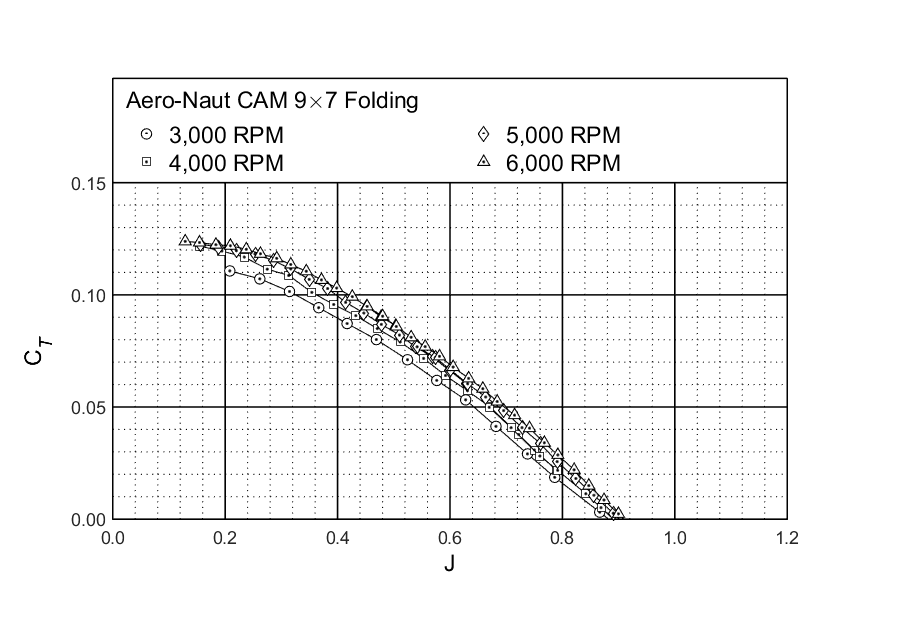 Aero-Naut CAM 9×7 Folding
3,000 RPM
5,000 RPM
4,000 RPM
6,000 RPM
0.15
0.10
0.05
0.00
C_T
0.0 0.2 0.4 0.6 0.8 1.0 1.2
J